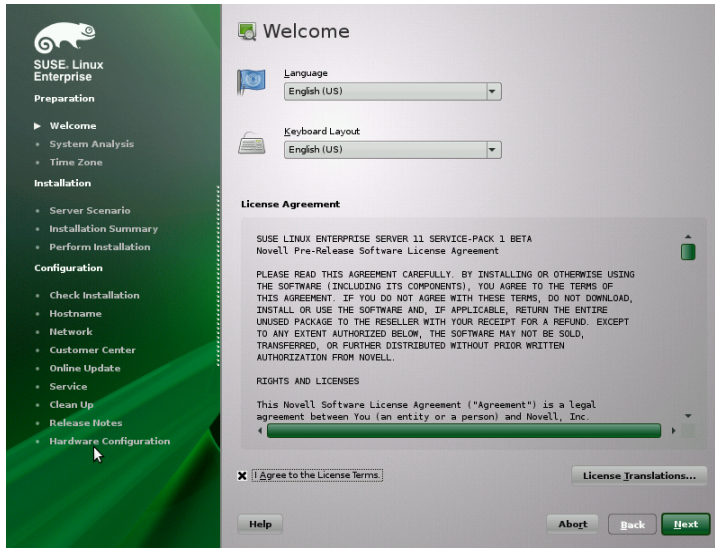 SUSE. Linux
Enterprise
Preparation
Welcome
System Analysis
Time Zone
Installation
Server Scenario
Installation Summary
Perform Installation
Configuration
Check Installation
Hostname
Network
Customer Center
Online Update
Service
Clean Up
Release Notes
Hardware Configuration
Welcome
Language
English (US)
Keyboard Layout
English (US)
License Agreement
SUSE LINUX ENTERPRISE SERVER 11 SERVICE-PACK 1 BETA
Novell Pre-Release Software License Agreement
PLEASE READ THIS AGREEMENT CAREFULLY. BY INSTALLING OR OTHERWISE USING
THE SOFTWARE (INCLUDING ITS COMPONENTS), YOU AGREE TO THE TERMS OF
THIS AGREEMENT. IF YOU DO NOT AGREE WITH THESE TERMS, DO NOT DOWNLOAD,
INSTALL OR USE THE SOFTWARE AND, IF APPLICABLE, RETURN THE ENTIRE
UNUSED PACKAGE TO THE RESELLER WITH YOUR RECEIPT FOR A REFUND. EXCEPT
TO ANY EXTENT AUTHORIZED BELOW, THE SOFTWARE MAY NOT BE SOLD,
TRANSFERRED, OR FURTHER DISTRIBUTED WITHOUT PRIOR WRITTEN
AUTHORIZATION FROM NOVELL.
RIGHTS AND LICENSES
This Novell Software License Agreement ("Agreement") is a legal
agreement between You (an entity or a person) and Novell, Inc.
I Agree to the License Terms.
License Translations...
Help
Abort
Back
Next